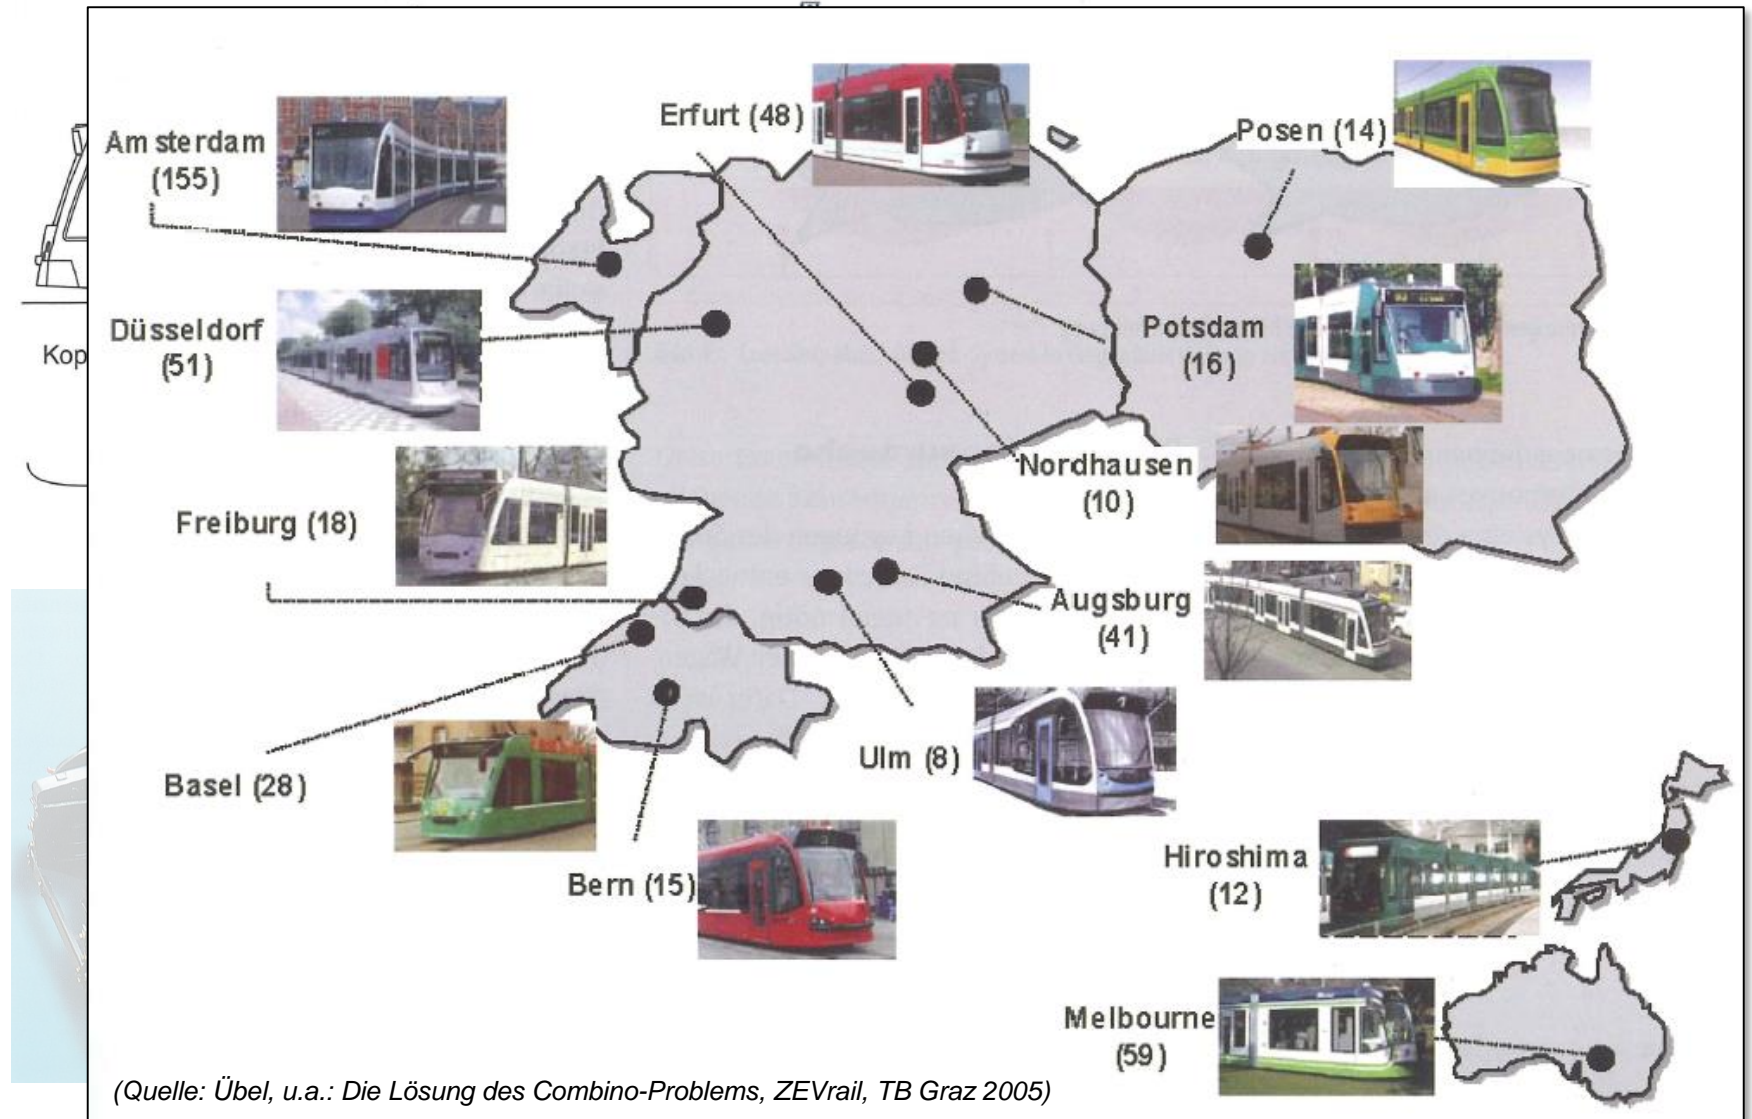 Erfurt (48)
Posen (14)
Amsterdam
(155)
Düsseldorf
(51)
Potsdam
(16)
Kop
Nordhausen
(10)
Freiburg (18)
Augsburg
(41)
Ulm (8)
Basel (28)
Bern (15)
Hiroshima
(12)
Melbourne
(59)
(Quelle: Übel, u.a.: Die Lösung des Combino-Problems, ZEVrail, TB Graz 2005)